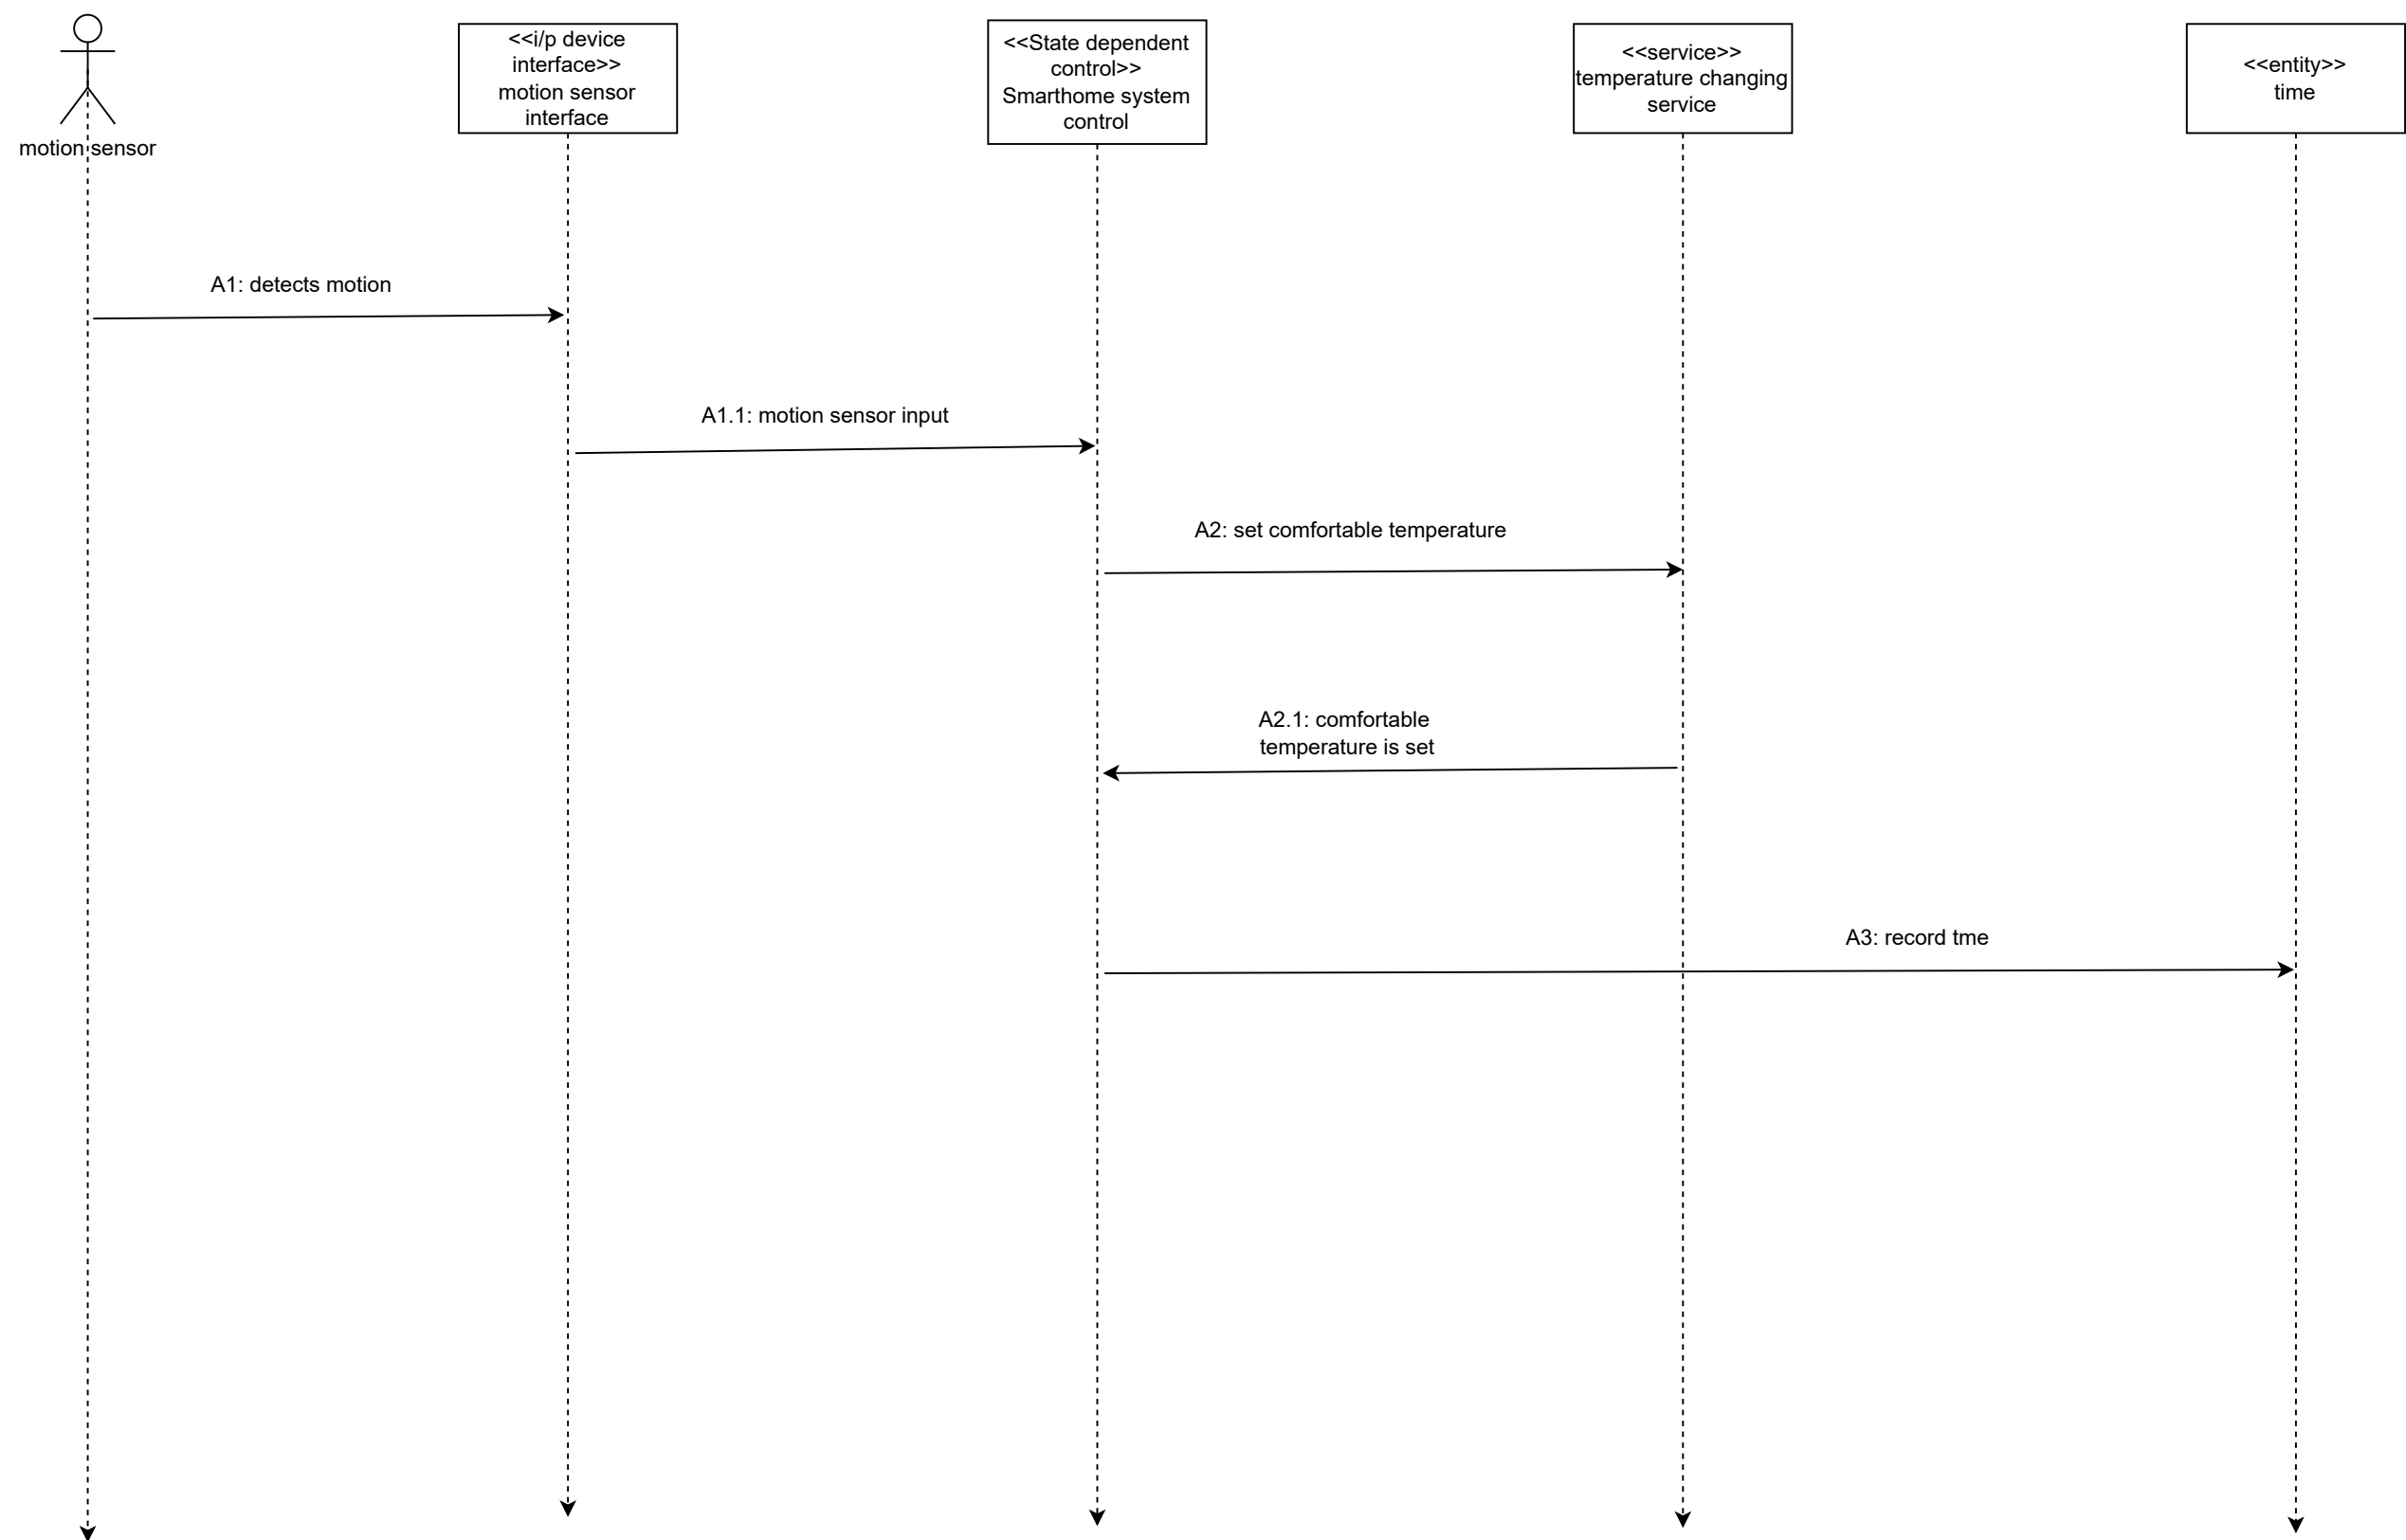 motion sensor
<<i/p device
interface>>
motion sensor
interface
<<State dependent
control>>
Smarthome system
control
<<service>>
temperature changing
service
<<entity>>
time
A1: detects motion
A1.1: motion sensor input
A2: set comfortable temperature
A2.1: comfortable
temperature is set
A3: record tme